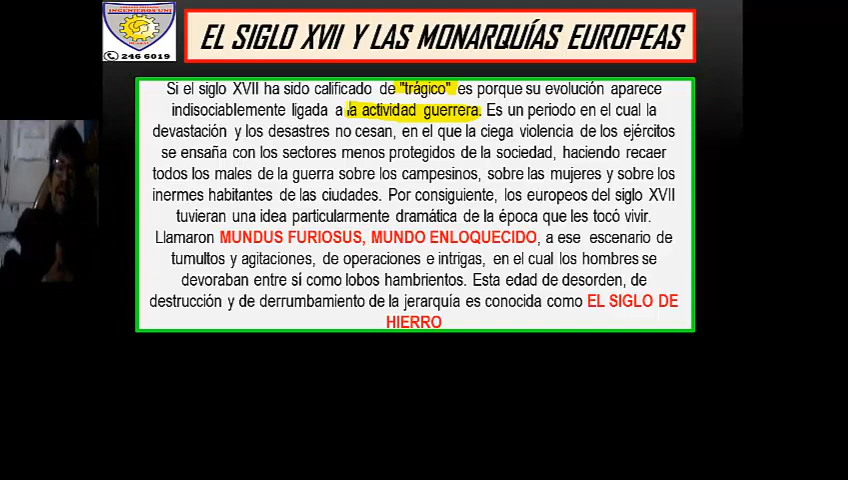 INGENIEROS UNI
246 6019
EL SIGLO XVII Y LAS MONARQUÍAS EUROPEAS
Si el siglo XVII ha sido calificado de "trágico" es porque su evolución aparece
indisociablemente ligada a la actividad guerrera. Es un periodo en el cual la
devastación y los desastres no cesan, en el que la ciega violencia de los ejércitos
se ensaña con los sectores menos protegidos de la sociedad, haciendo recaer
todos los males de la guerra sobre los campesinos, sobre las mujeres y sobre los
inermes habitantes de las ciudades. Por consiguiente, los europeos del siglo XVII
tuvieran una idea particularmente dramática de la época que les tocó vivir.
Llamaron MUNDUS FURIOSUS, MUNDO ENLOQUECIDO, a ese escenario de
tumultos y agitaciones, de operaciones e intrigas, en el cual los hombres se
devoraban entre sí como lobos hambrientos. Esta edad de desorden, de
destrucción y de derrumbamiento de la jerarquía es conocida como EL SIGLO DE
HIERRO